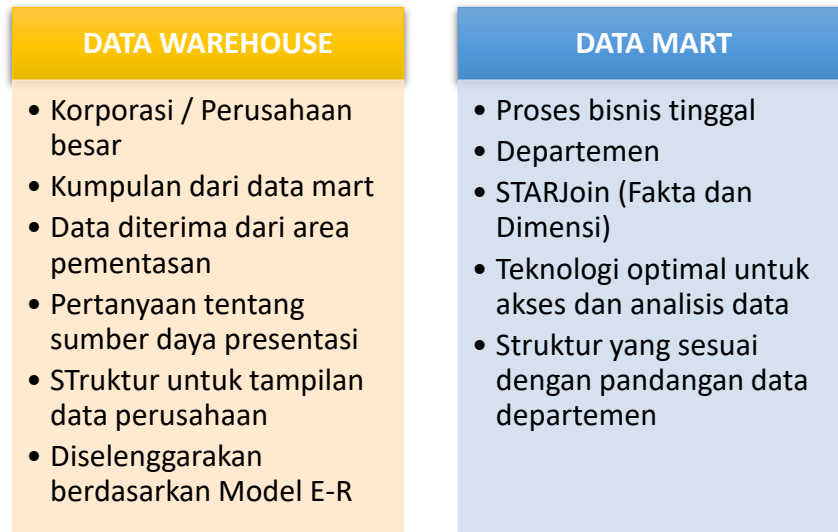 DATA WAREHOUSE
• Korporasi / Perusahaan
besar
• Kumpulan dari data mart
• Data diterima dari area
pementasan
• Pertanyaan tentang
sumber daya presentasi
• STruktur untuk tampilan
data perusahaan
• Diselenggarakan
berdasarkan Model E-R
DATA MART
• Proses bisnis tinggal
• Departemen
• STARJoin (Fakta dan
Dimensi)
• Teknologi optimal untuk
akses dan analisis data
• Struktur yang sesuai
dengan pandangan data
departemen